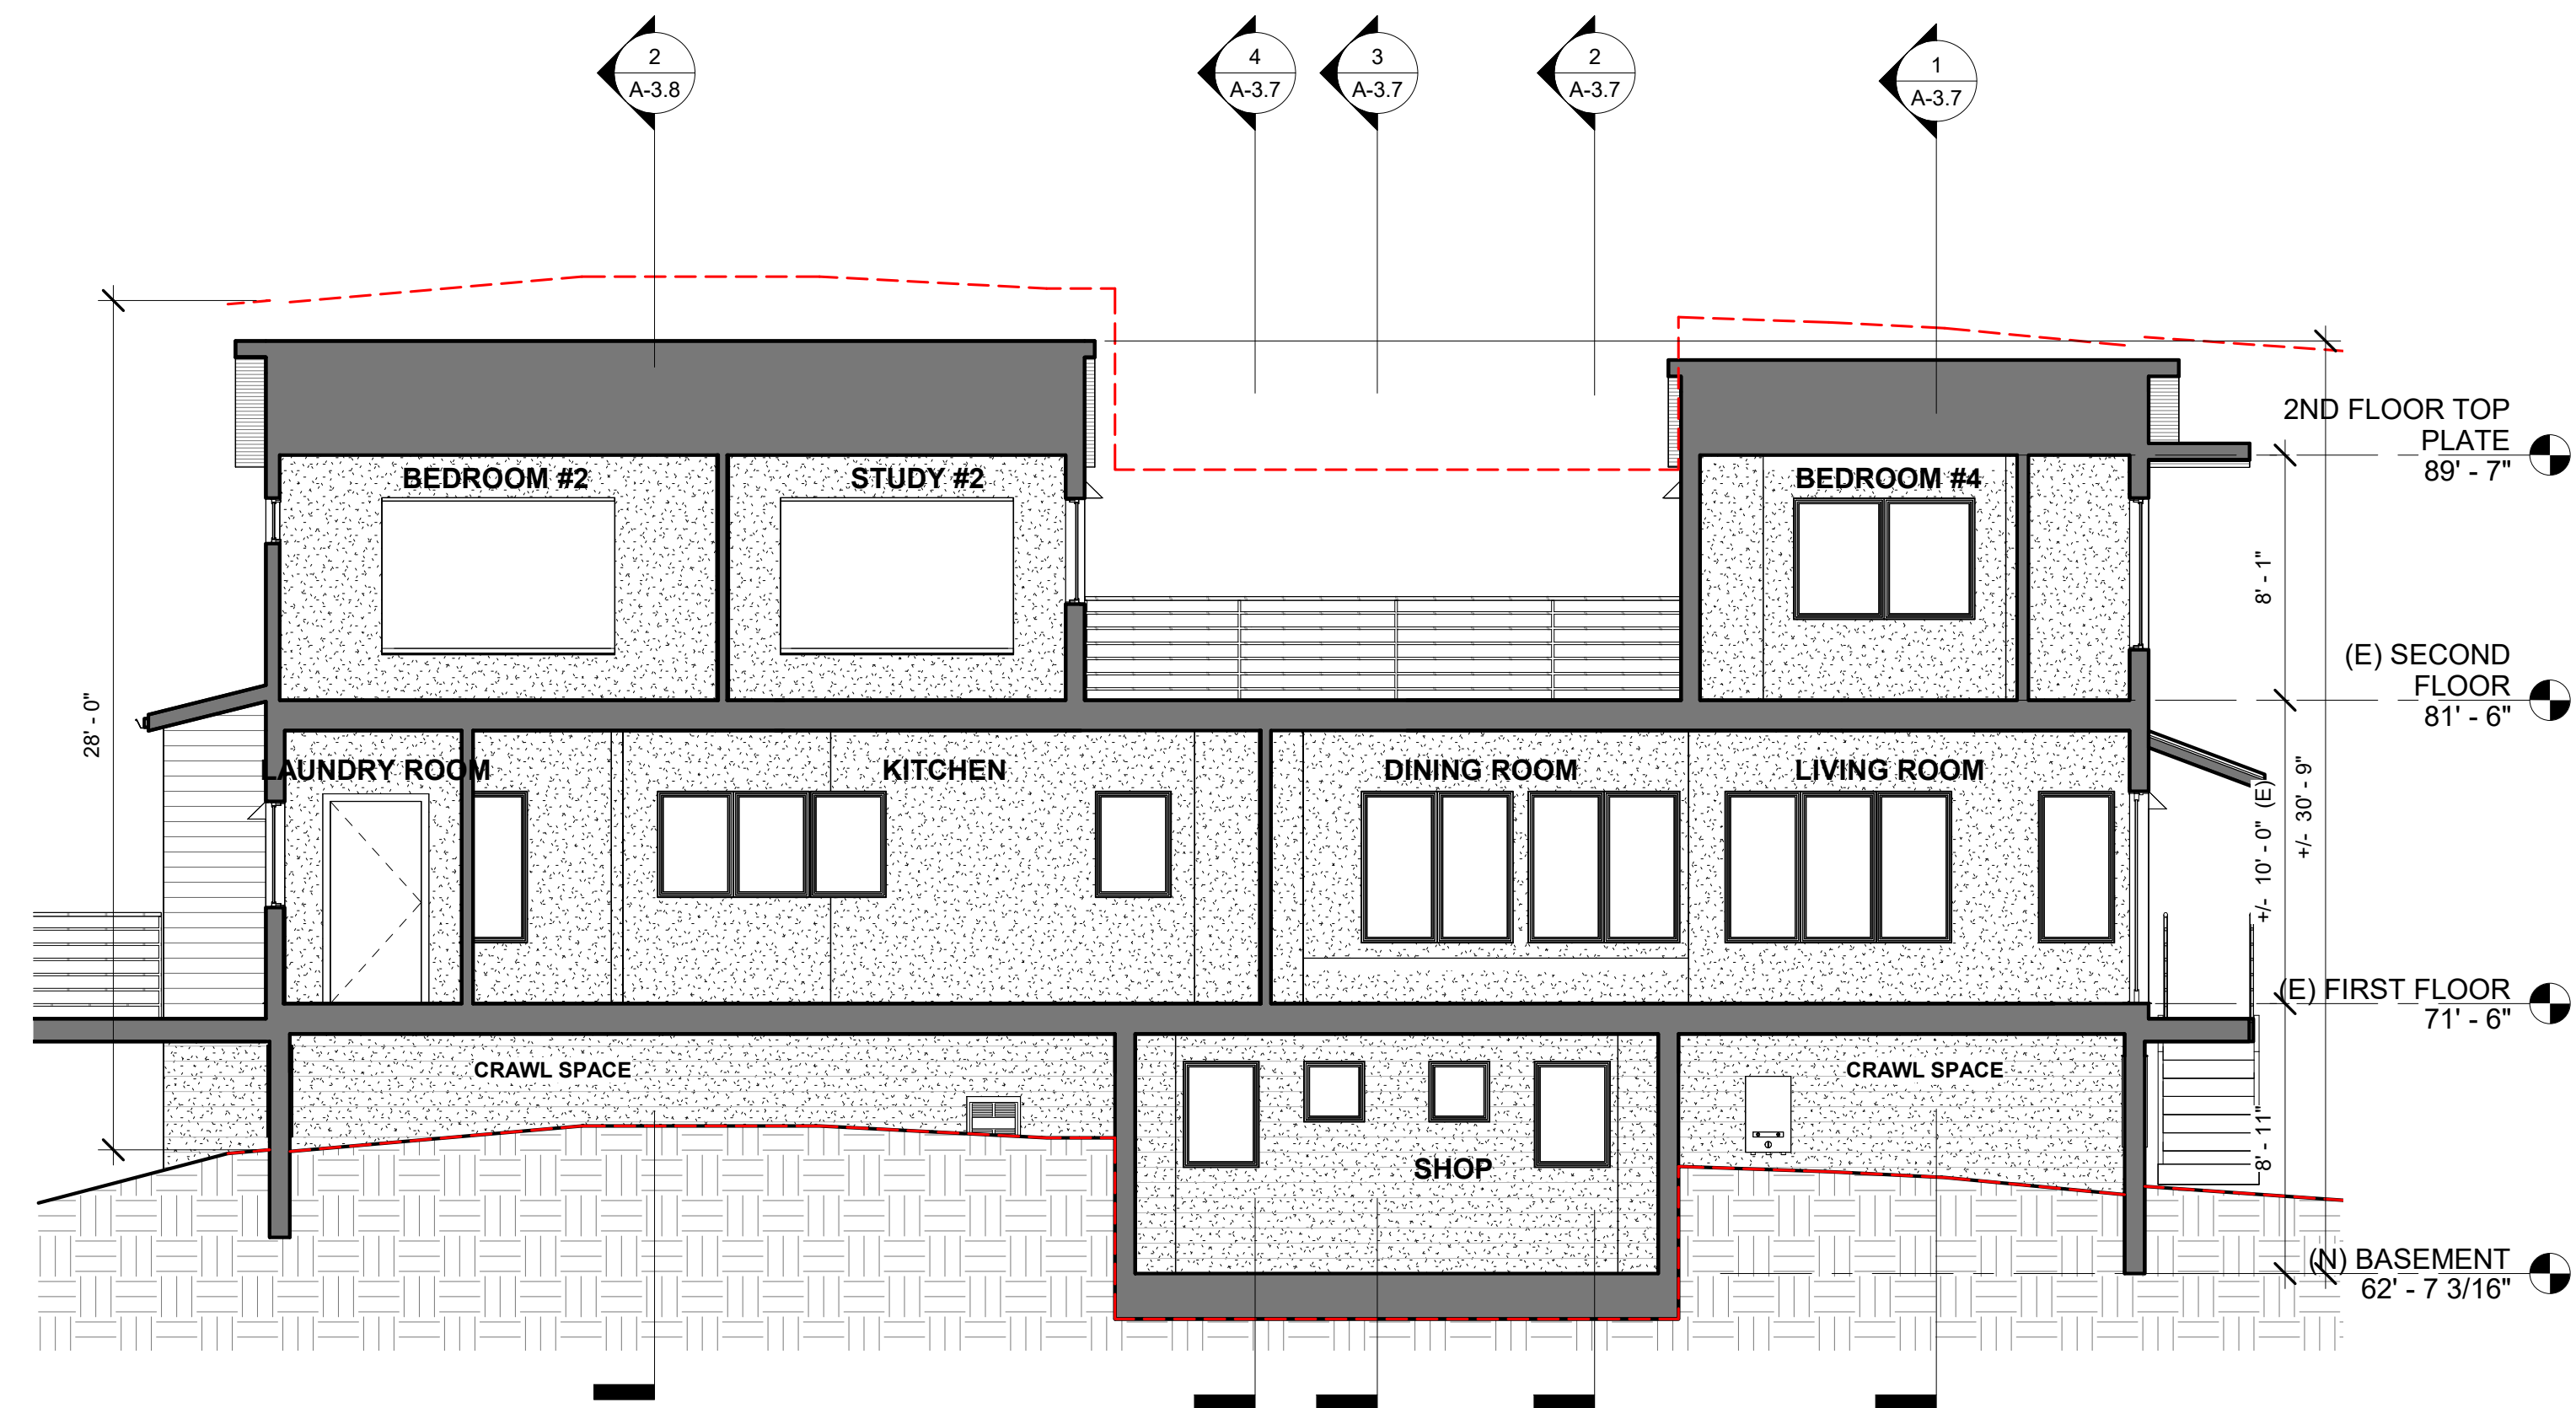 2
A-3.8
4
A-3.7
3
A-3.7
2
A-3.7
1
A-3.7
2ND FLOOR TOP
PLATE
89' - 7"
BEDROOM #2
STUDY #2
BEDROOM #4
8' - 1"
(E) SECOND
FLOOR
81' - 6"
28' - 0"
LAUNDRY ROOM
KITCHEN
DINING ROOM
LIVING ROOM
+/- 10' - 0" (E)
+/- 30' - 9"
(E) FIRST FLOOR
71' - 6"
CRAWL SPACE
CRAWL SPACE
SHOP
8' - 11"
(N) BASEMENT
62' - 7 3/16"